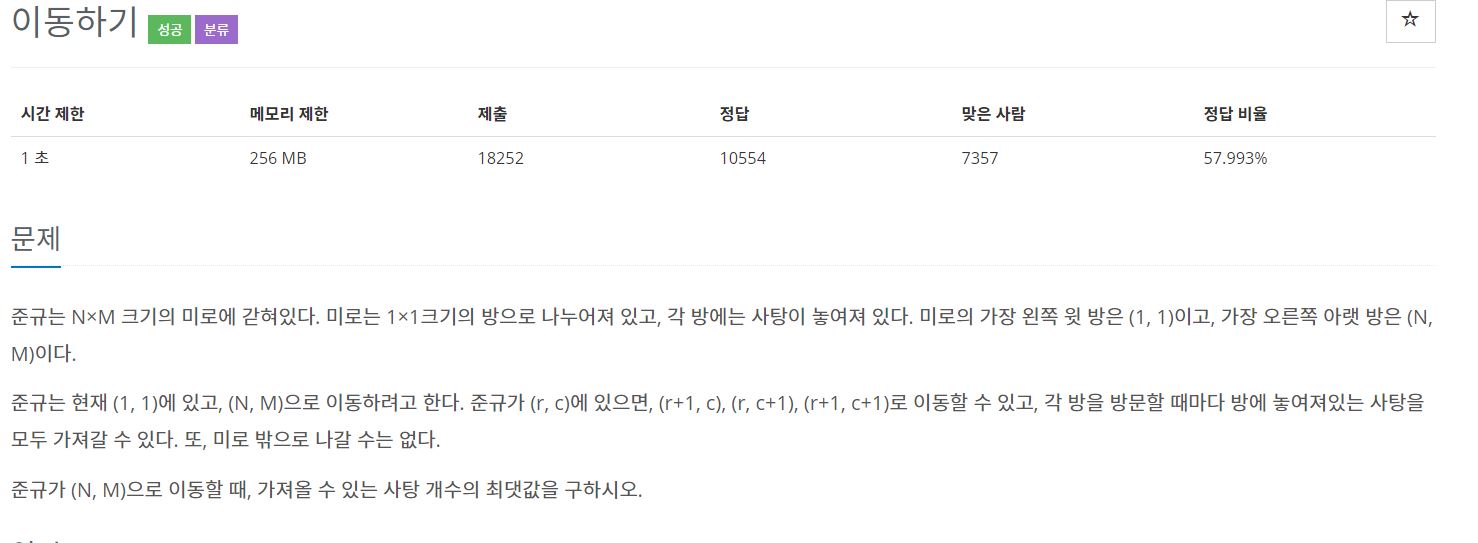 이동하기 성공 분류
☆
시간 제한 메모리 제한 제출 정답 맞은 사람 정답 비율
1 초 256 MB 18252 10554 7357 57.993%
문제
준규는 N×M 크기의 미로에 갇혀있다. 미로는 1×1크기의 방으로 나누어져 있고, 각 방에는 사탕이 놓여져 있다. 미로의 가장 왼쪽 윗 방은 (1, 1)이고, 가장 오른쪽 아랫 방은 (N,
M)이다.
준규는 현재 (1, 1)에 있고, (N, M)으로 이동하려고 한다. 준규가 (r, c)에 있으면, (r+1, c), (r, c+1), (r+1, c+1)로 이동할 수 있고, 각 방을 방문할 때마다 방에 놓여져있는 사탕을
모두 가져갈 수 있다. 또, 미로 밖으로 나갈 수는 없다.
준규가 (N, M)으로 이동할 때, 가져올 수 있는 사탕 개수의 최댓값을 구하시오.